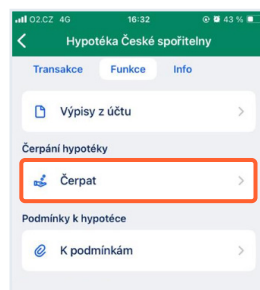 O2.CZ 4G 16:32 43 %
Hypotéka České spořitelny
Transakce Funkce Info
Výpisy z účtu
Čerpání hypotéky
Čerpat
Podmínky k hypotéce
K podmínkám